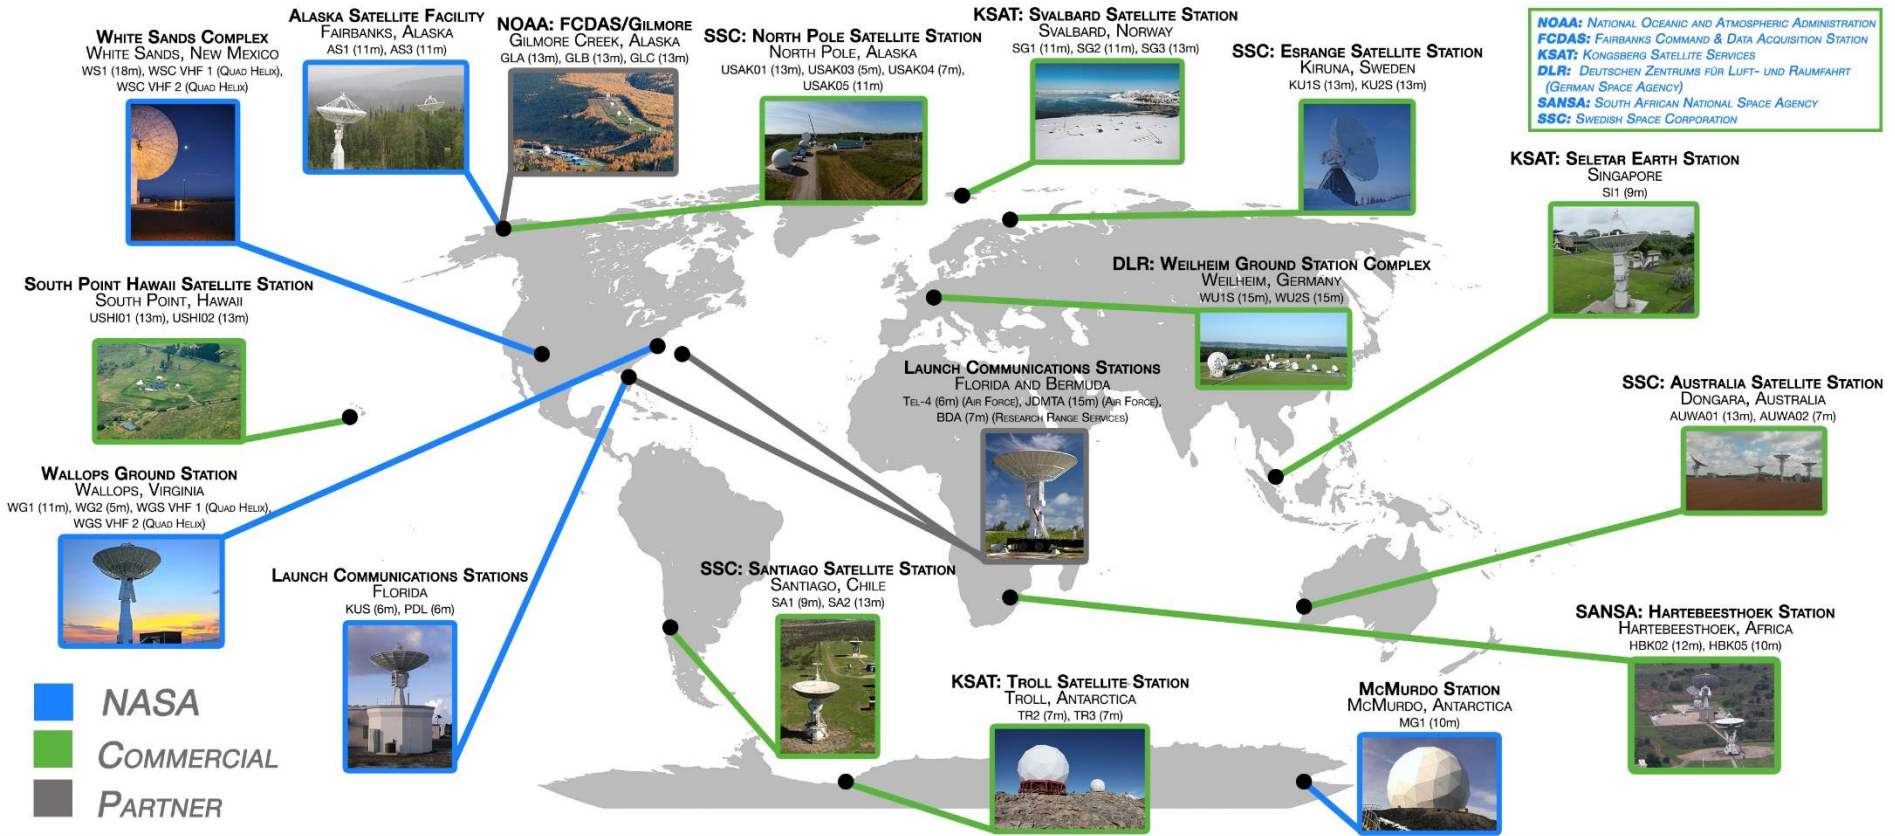 White Sands Complex
White Sands, New Mexico
WS1 (18m), WSC VHF 1 (Quad Helix),
WSC VHF 2 (Quad Helix)
Alaska Satellite Facility
Fairbanks, Alaska
AS1 (11m), AS3 (11m)
NOAA: FCDAS/Gilmore
Gilmore Creek, Alaska
GLA (13m), GLB (13m), GLC (13m)
SSC: North Pole Satellite Station
North Pole, Alaska
USAK01 (13m), USAK03 (5m), USAK04 (7m),
USAK05 (11m)
KSAT: Svalbard Satellite Station
Svalbard, Norway
SG1 (11m), SG2 (11m), SG3 (13m)
SSC: Esrange Satellite Station
Kiruna, Sweden
KU1S (13m), KU2S (13m)
NOAA: National Oceanic and Atmospheric Administration
FCDAS: Fairbanks Command & Data Acquisition Station
KSAT: Kongsberg Satellite Services
DLR: Deutschen Zentrums für Luft- und Raumfahrt
(German Space Agency)
SANSA: South African National Space Agency
SSC: Swedish Space Corporation
KSAT: Seletar Earth Station
Singapore
SI1 (9m)
South Point Hawaii Satellite Station
South Point, Hawaii
USHI01 (13m), USHI02 (13m)
DLR: Weilheim Ground Station Complex
Weilheim, Germany
WU1S (15m), WU2S (15m)
Launch Communications Stations
Florida and Bermuda
Tel-4 (6m) (Air Force), JDMTA (15m) (Air Force),
BDA (7m) (Research Range Services)
SSC: Australia Satellite Station
Dongara, Australia
AUWA01 (13m), AUWA02 (7m)
Wallops Ground Station
Wallops, Virginia
WG1 (11m), WG2 (5m), WGS VHF 1 (Quad Helix),
WGS VHF 2 (Quad Helix)
Launch Communications Stations
Florida
KUS (6m), PDL (6m)
SSC: Santiago Satellite Station
Santiago, Chile
SA1 (9m), SA2 (13m)
SANSA: Hartebeesthoek Station
Hartebeesthoek, Africa
HBK02 (12m), HBK05 (10m)
KSAT: Troll Satellite Station
Troll, Antarctica
TR2 (7m), TR3 (7m)
McMurdo Station
McMurdo, Antarctica
MG1 (10m)
NASA
Commercial
Partner